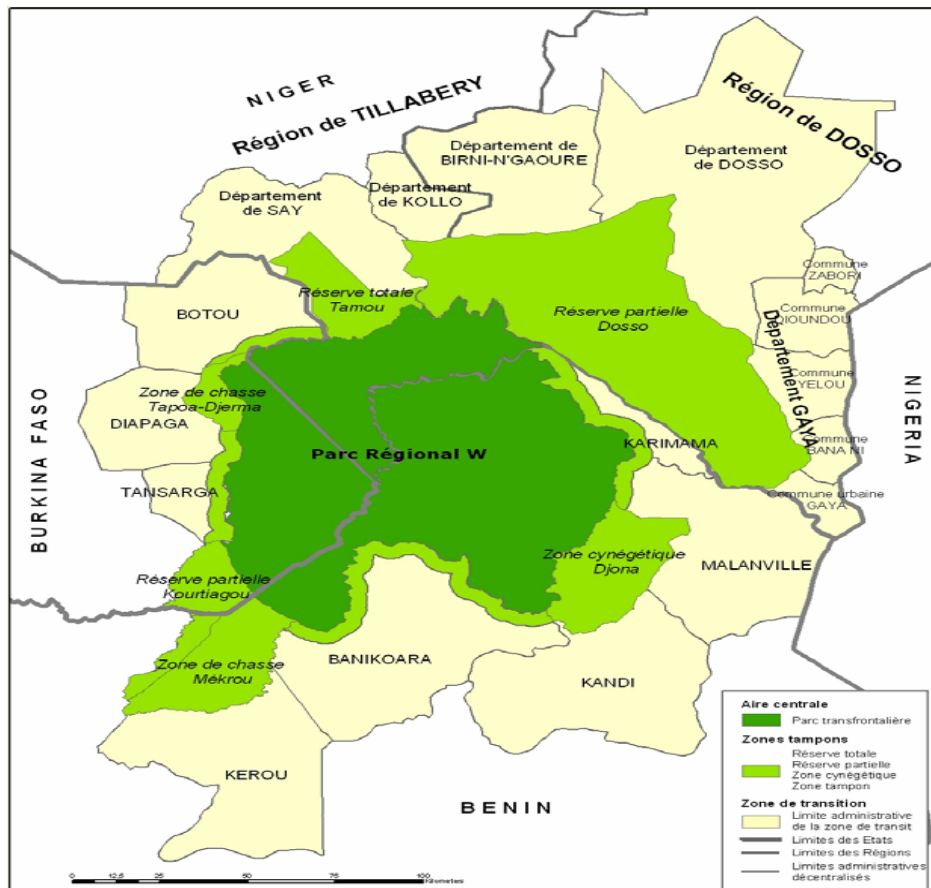 NIGER
Région de TILLABERY
Région de DOSSO
Département de
BIRNI-N'GAOURE
Département
de DOSSO
Département
de KOLLO
Département
de SAY
Commune
ZABORI
Réserve totale
Tamou
Réserve partielle
Dosso
Commune
DIOUNDOU
BOTOU
Département GAYA
Commune
YELOU
Zone de chasse
Tapoa-Djerma
DIAPAGA
NIGERIA
BURKINA FASO
Parc Régional W
KARIMAMA
Commune
TANSARGA
Commune urbaine
GAYA
Zone cynégétique
Djona
MALANVILLE
Réserve partielle
Kourtiagou
BANIKOARA
Zone de chasse
Mékrou
KANDI
KEROU
BENIN
Aire centrale
Parc transfrontalière
Zones tampons
Réserve totale
Réserve partielle
Zone cynégétique
Zone tampon
Zone de transition
Limite administrative
de la zone de transit
Limites des Etats
Limites des Régions
Limites administratives
décentralisés
0 12,5 25 50 75 100
Kilometes